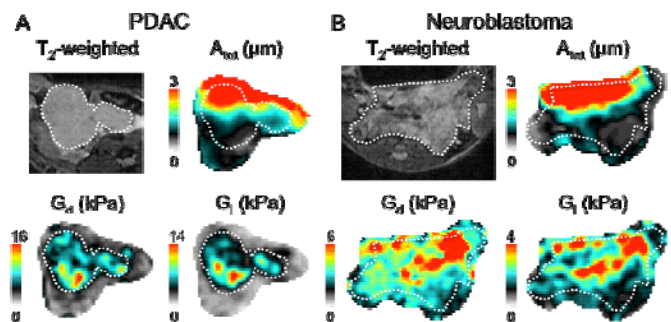 A PDAC
T2-weighted
Atot (μm)
3
0
Gd (kPa)
16
0
Gl (kPa)
14
0
B Neuroblastoma
T2-weighted
Atot (μm)
3
0
Gd (kPa)
6
0
Gl (kPa)
4
0